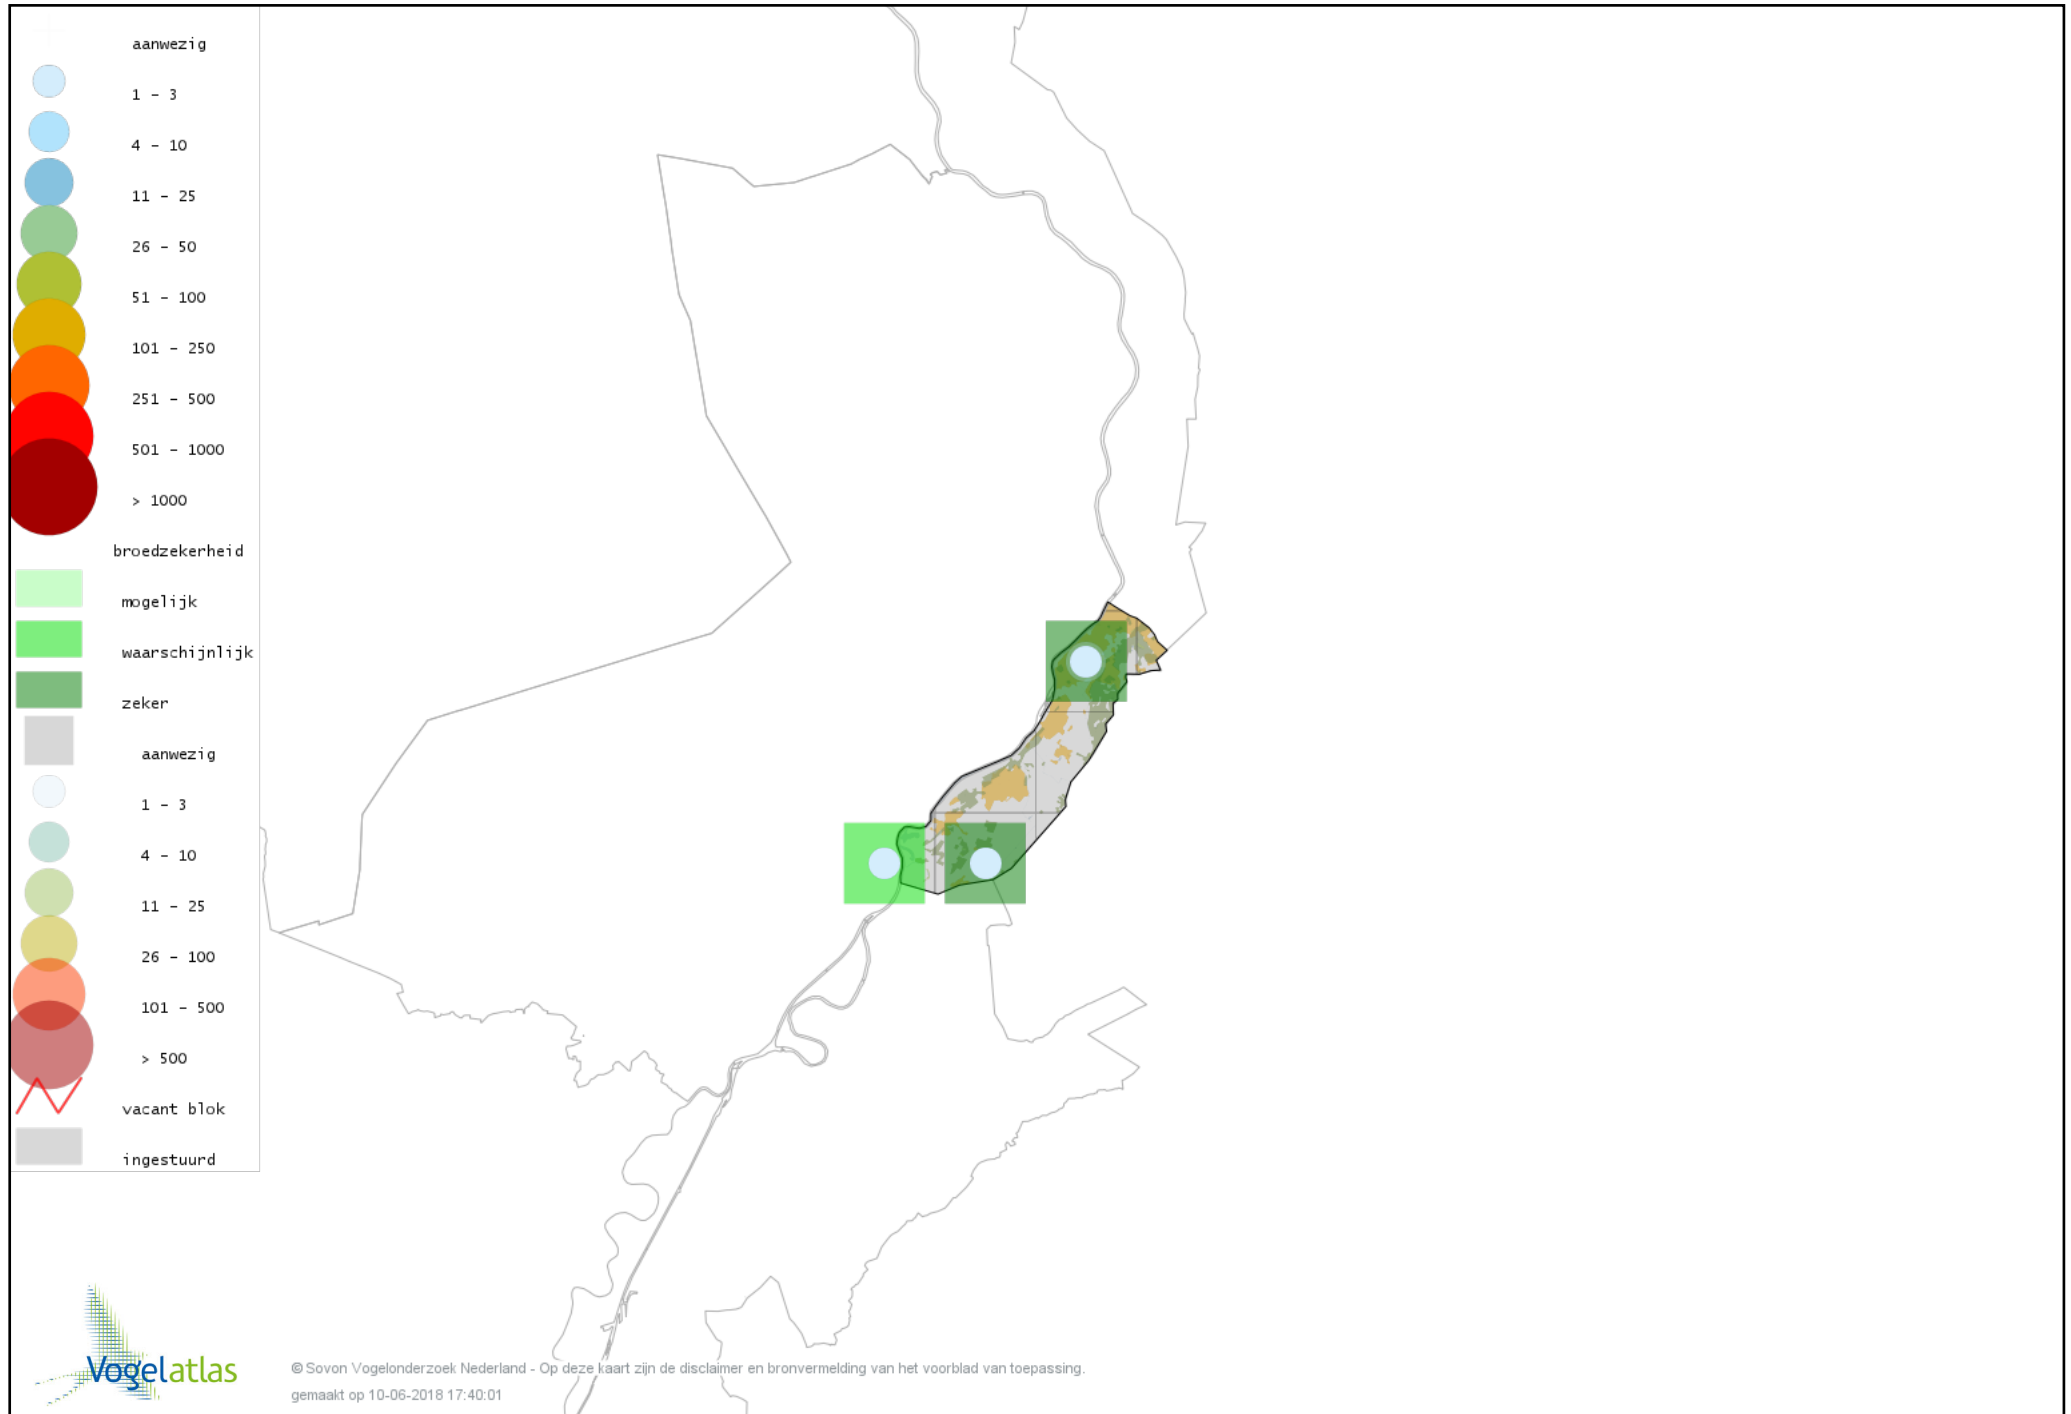 aanwezig
1 - 3
4 - 10
11 - 25
26 - 50
51 - 100
101 - 250
251 - 500
501 - 1000
> 1000
broedzekerheid
mogelijk
waarschijnlijk
zeker
aanwezig
1 - 3
4 - 10
11 - 25
26 - 100
101 - 500
> 500
vacant blok
ingestuurd
Vogelatlas
© Sovon Vogelonderzoek Nederland - Op deze kaart zijn de disclaimer en bronvermelding van het voorblad van toepassing.
gemaakt op 10-06-2018 17:40:01